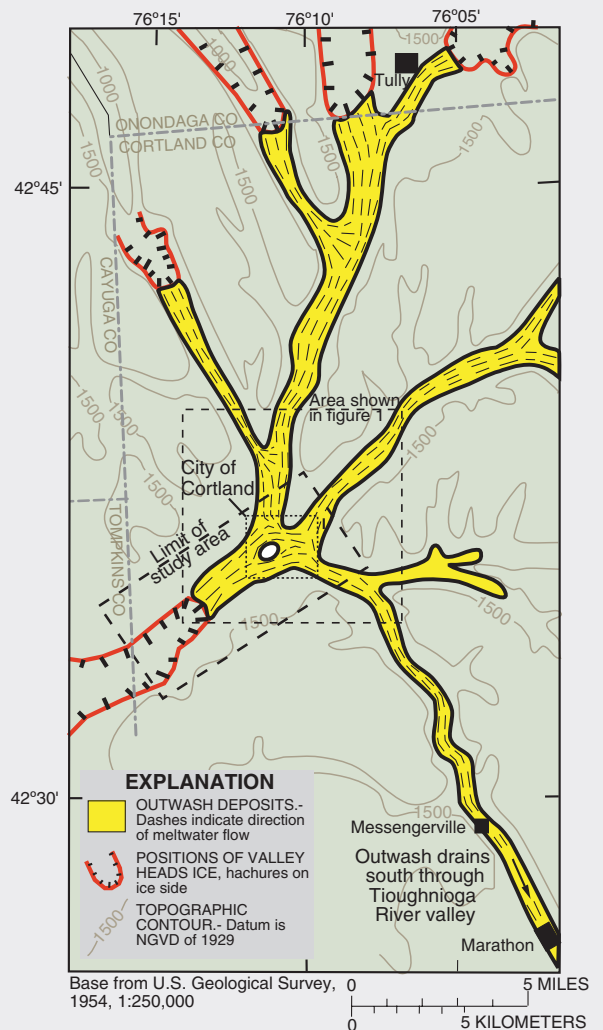 76°15'
76°10'
76°05'
1500
Tully
1000
1000
1500
ONONDAGA CO
CORTLAND CO
1500
1500
1500
42°45'
CAYUGA CO
1500
1500
Area shown
in figure 1
1500
1500
City of
Cortland
Limit of
study area
TOMPKINS CO
1500
1500
42°30'
1500
EXPLANATION
OUTWASH DEPOSITS.-
Dashes indicate direction
of meltwater flow
POSITIONS OF VALLEY
HEADS ICE, hachures on
ice side
1500
TOPOGRAPHIC
CONTOUR.- Datum is
NGVD of 1929
Messengerville
Outwash drains
south through
Tioughnioga
River valley
Marathon
Base from U.S. Geological Survey,
1954, 1:250,000
0
5 MILES
0
5 KILOMETERS